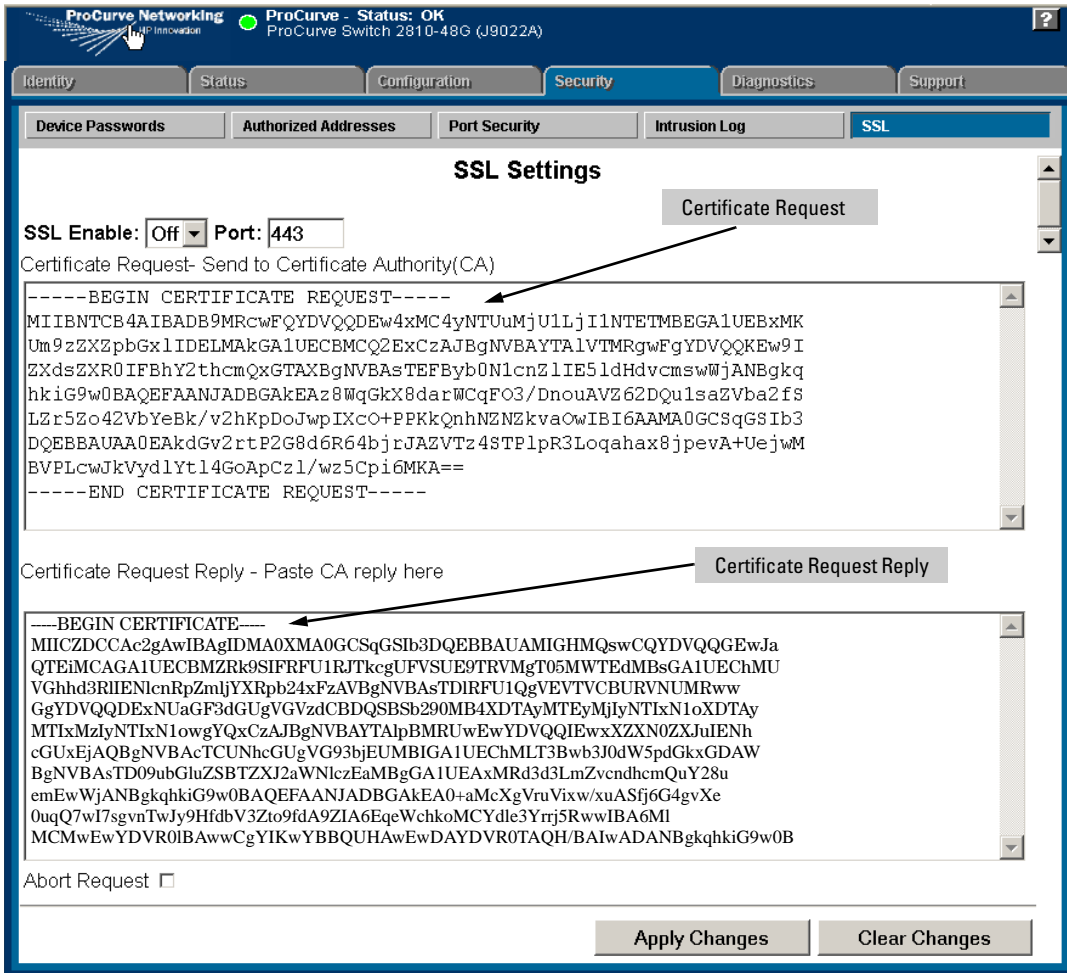 ProCurve Networking
HP Innovation
ProCurve - Status: OK
ProCurve Switch 2810-48G (J9022A)
?
Identity
Status
Configuration
Security
Diagnostics
Support
Device Passwords
Authorized Addresses
Port Security
Intrusion Log
SSL
SSL Settings
Certificate Request
SSL Enable: Off Port: 443
Certificate Request- Send to Certificate Authority(CA)
-----BEGIN CERTIFICATE REQUEST-----
MIIBNTCB4AIBADB9MRcwFQYDVQQDEw4xMC4yNTUuMjU1LjI1NTETMBEGA1UEBxMK
Um9zZXZpbGxlIDELMAkGA1UECBMCQ2ExCzAJBgNVBAYTAlVTMRgwFgYDVQQKEw9I
ZXdsZXR0IFBhY2thcmQxGTAXBgNVBAsTEFByb0N1cnZlIE5ldHdvcmswWjANBgkq
hkiG9w0BAQEFAANJADBGAkEAz8WqGkX8darWCqFO3/DnouAVZ62DQu1saZVba2fS
LZr5Zo42VbYeBk/v2hKpDoJwpIXcO+PPKkQnhNZNZkvaOwIBI6AAMA0GCSqGSIb3
DQEBBAUAA0EAkdGv2rtP2G8d6R64bjrJAZVTz4STPlpR3Loqahax8jpevA+UejwM
BVPLcwJkVydlYtl4GoApCzl/wz5Cpi6MKA==
-----END CERTIFICATE REQUEST-----
Certificate Request Reply
Certificate Request Reply - Paste CA reply here
-----BEGIN CERTIFICATE-----
MIICZDCCAc2gAwIBAgIDMA0XMA0GCSqGSIb3DQEBBAUAMIGHMQswCQYDVQQGEwJa
QTEiMCAGA1UECBMZRk9SIFRFU1RJTkcgUFVSUE9TRVMgT05MWTEdMBsGA1UEChMU
VGhhd3RlIENlcnRpZmljYXRpb24xFzAVBgNVBAsTDlRFU1QgVEVTVCBURVNUMRww
GgYDVQQDExNUaGF3dGUgVGVzdCBDQSBSb290MB4XDTAyMTEyMjIyNTIxN1oXDTAy
MTIxMzIyNTIxN1owgYQxCzAJBgNVBAYTAlpBMRUwEwYDVQQIEwxXZXN0ZXJuIENh
cGUxEjAQBgNVBAcTCUNhcGUgVG93bjEUMBIGA1UEChMLT3Bwb3J0dW5pdGkxGDAW
BgNVBAsTD09ubGluZSBTZXJ2aWNlczEaMBgGA1UEAxMRd3d3LmZvcndhcmQuY28u
emEwWjANBgkqhkiG9w0BAQEFAANJADBGAkEA0+aMcXgVruVixw/xuASfj6G4gvXe
0uqQ7wI7sgvnTwJy9HfdbV3Zto9fdA9ZIA6EqeWchkoMCYdle3Yrrj5RwwIBA6Ml
MCMwEwYDVR0lBAwwCgYIKwYBBQUHAwEwDAYDVR0TAQH/BAIwADANBgkqhkiG9w0B
Abort Request
Apply Changes
Clear Changes